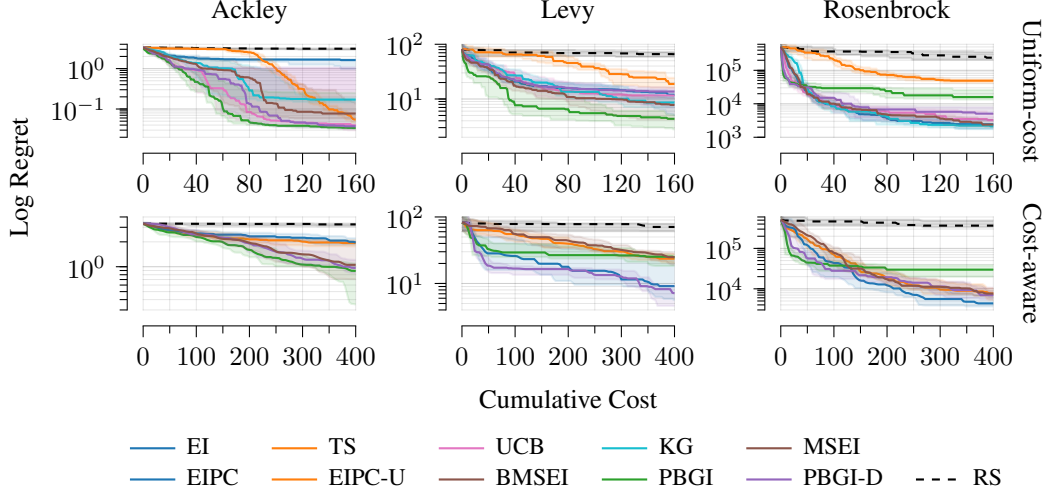 Ackley Levy Rosenbrock
10^0 10^2 10^5
10^-1 10^1 10^4
10^3
0 40 80 120 160 0 40 80 120 160 0 40 80 120 160
Uniform-cost
Log Regret
10^0 10^2 10^5
10^1 10^4
0 100 200 300 400 0 100 200 300 400 0 100 200 300 400
Cost-aware
Cumulative Cost
EI TS UCB KG MSEI
EIPC EIPC-U BMSEI PBGI PBGI-D RS